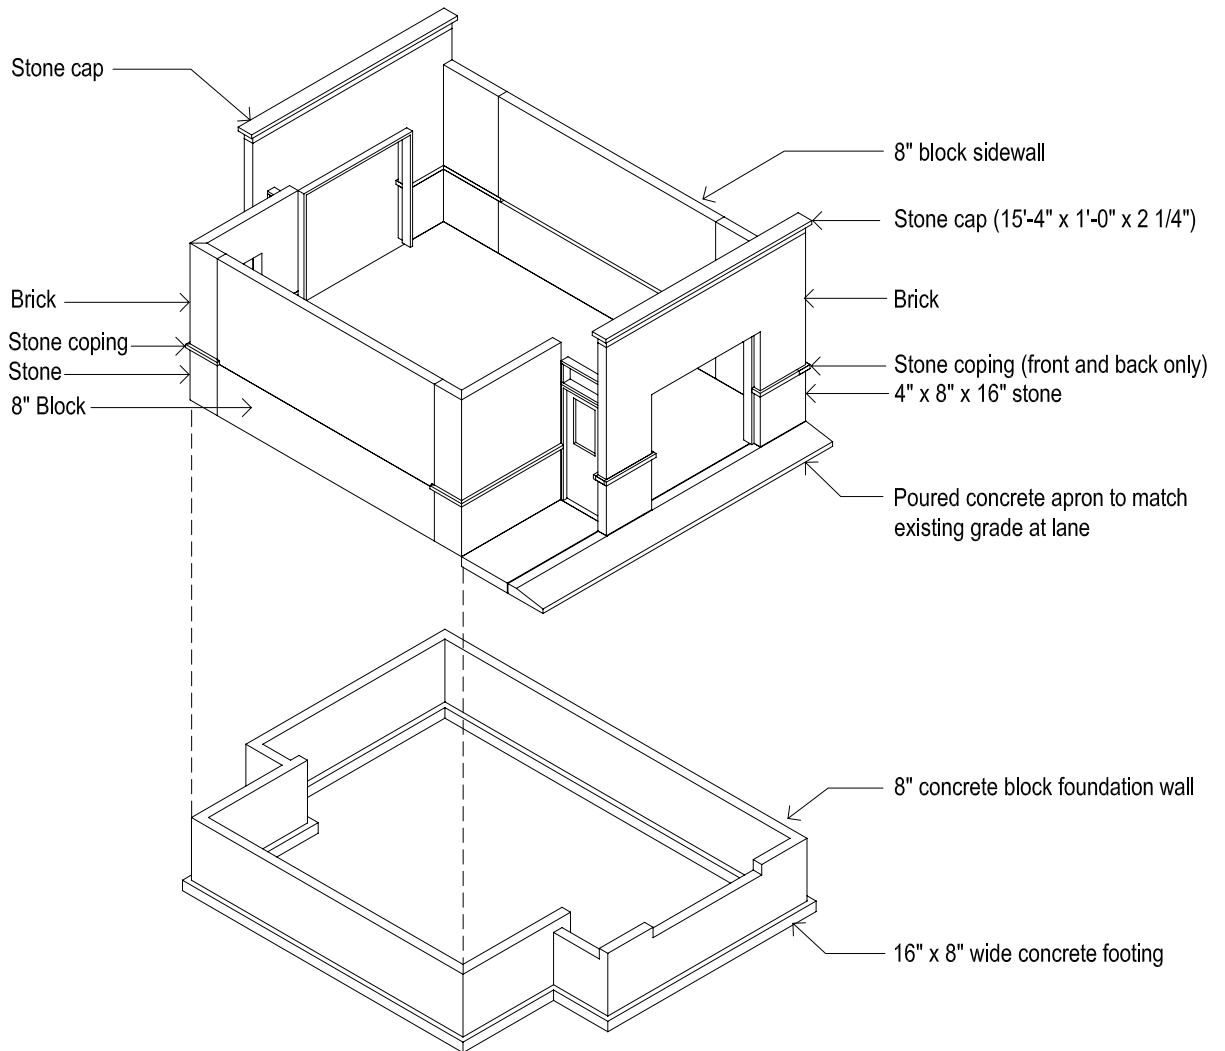 Stone cap
8" block sidewall
Stone cap (15'-4" x 1'-0" x 2 1/4")
Brick
Brick
Stone coping
Stone
8" Block
Stone coping (front and back only)
4" x 8" x 16" stone
Poured concrete apron to match
existing grade at lane
8" concrete block foundation wall
16" x 8" wide concrete footing